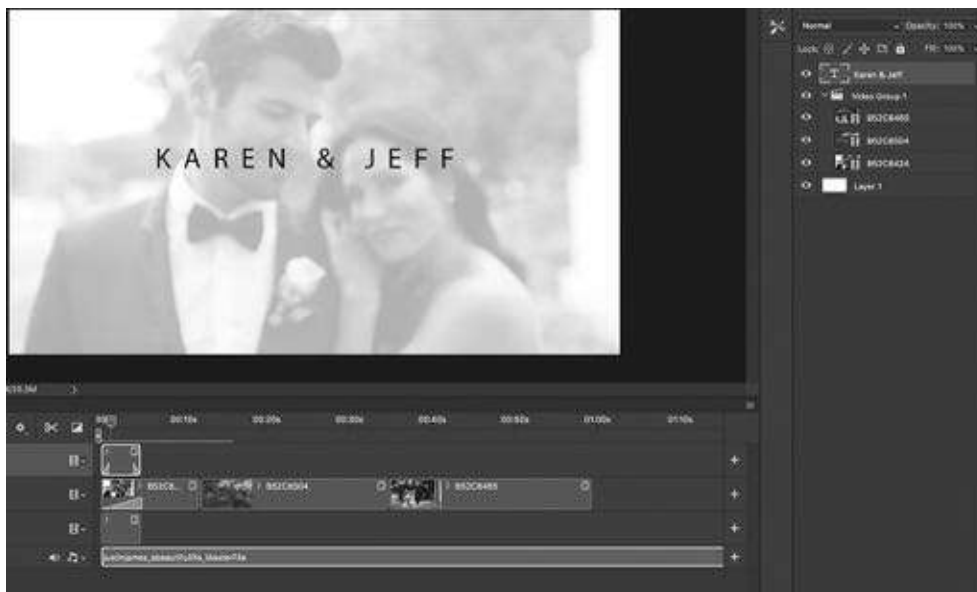 KAREN & JEFF
Normal
Opacity: 100%
Lock:
Fill: 100%
Karen & Jeff
Video Group 1
B52C6465
B52C6504
B52C6424
Layer 1
00:10s 00:20s 00:30s 00:40s 00:50s 01:00s 01:10s
B52C6504
B52C6465